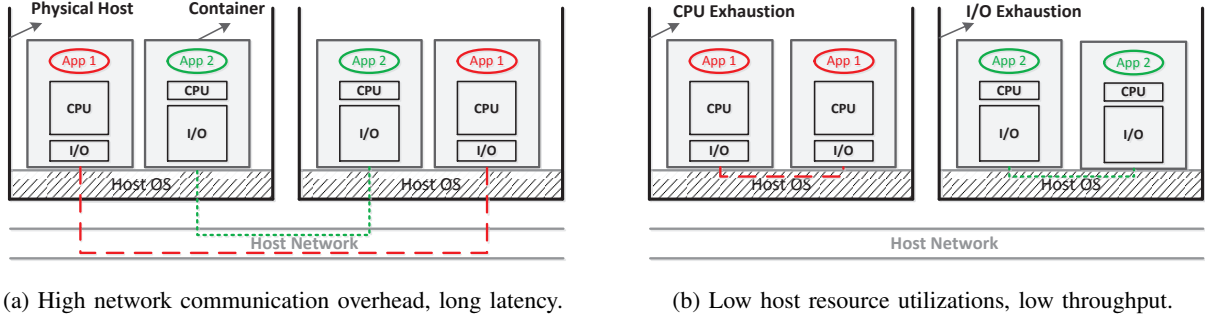 Physical Host
Container
App 1
App 2
App 2
App 1
CPU
CPU
CPU
CPU
I/O
I/O
I/O
I/O
Host OS
Host OS
Host Network
(a) High network communication overhead, long latency.
CPU Exhaustion
I/O Exhaustion
App 1
App 1
App 2
App 2
CPU
CPU
CPU
CPU
I/O
I/O
I/O
I/O
Host OS
Host OS
Host Network
(b) Low host resource utilizations, low throughput.